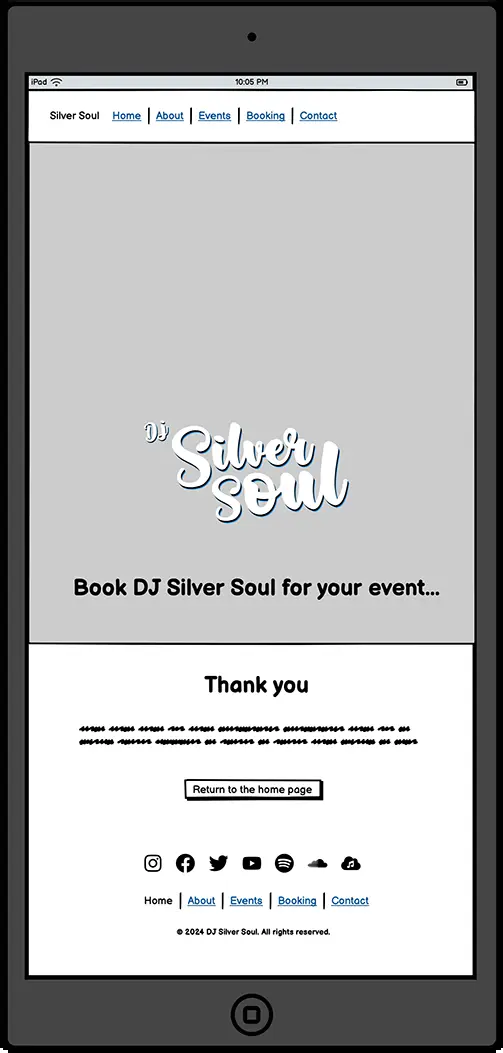 iPad 10:05 PM
Silver Soul Home About Events Booking Contact
Dj
Silver
Soul
Book DJ Silver Soul for your event...
Thank you
Return to the home page
Home About Events Booking Contact
© 2024 DJ Silver Soul. All rights reserved.